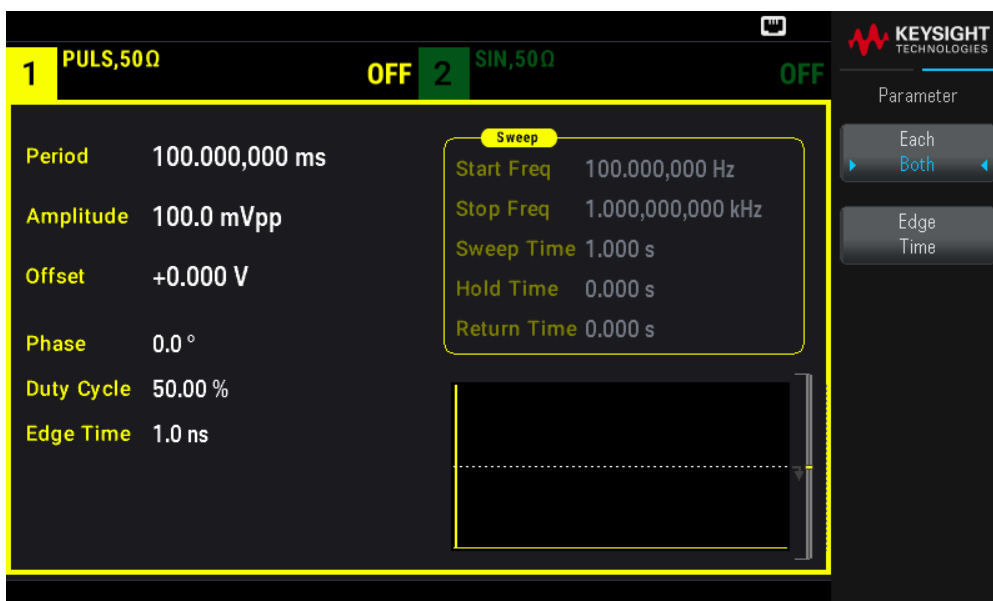 KEYSIGHT
TECHNOLOGIES
1 PULS,50Ω OFF 2 SIN,50Ω OFF
Parameter
Each
Both
Edge
Time
Period 100.000,000 ms
Amplitude 100.0 mVpp
Offset +0.000 V
Phase 0.0 °
Duty Cycle 50.00 %
Edge Time 1.0 ns
Sweep
Start Freq 100.000,000 Hz
Stop Freq 1.000,000,000 kHz
Sweep Time 1.000 s
Hold Time 0.000 s
Return Time 0.000 s